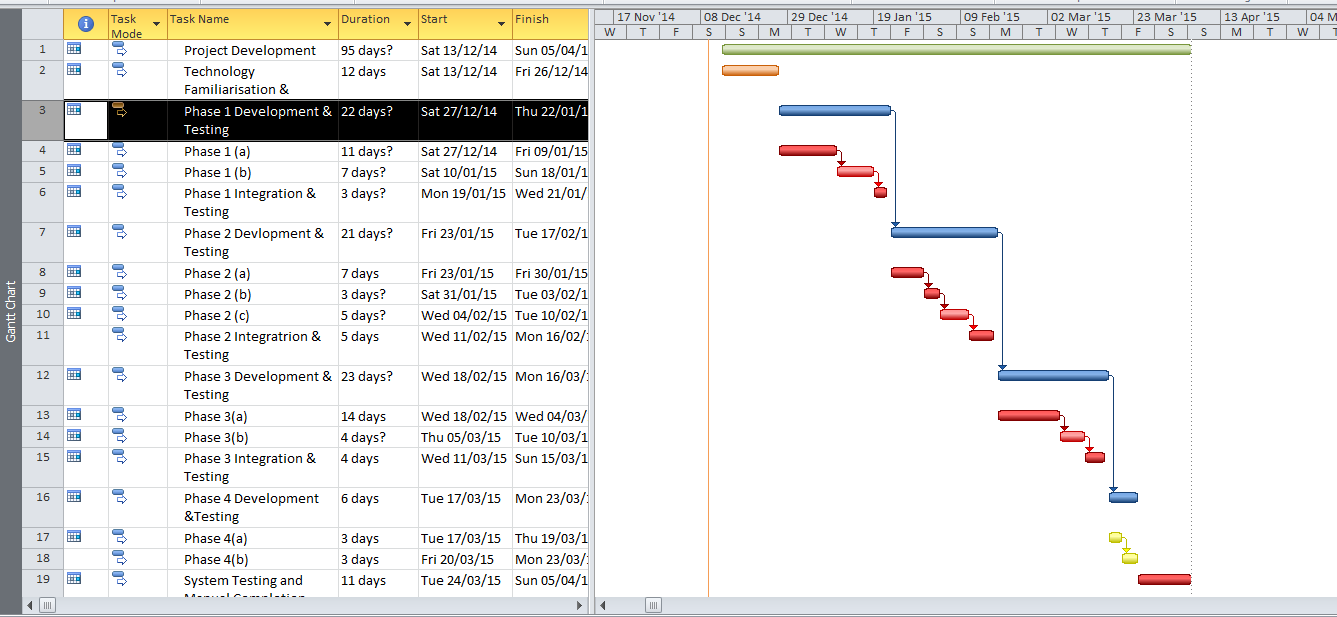 Task Mode Task Name Duration Start Finish
17 Nov '14 08 Dec '14 29 Dec '14 19 Jan '15 09 Feb '15 02 Mar '15 23 Mar '15 13 Apr '15 04 M
W T F S S M T W T F S S M T W T F S S M T W
1 Project Development 95 days? Sat 13/12/14 Sun 05/04/1
2 Technology Familiarisation & 12 days Sat 13/12/14 Fri 26/12/14
3 Phase 1 Development & Testing 22 days? Sat 27/12/14 Thu 22/01/1
4 Phase 1 (a) 11 days? Sat 27/12/14 Fri 09/01/15
5 Phase 1 (b) 7 days? Sat 10/01/15 Sun 18/01/1
6 Phase 1 Integration & Testing 3 days? Mon 19/01/15 Wed 21/01/
7 Phase 2 Devlopment & Testing 21 days? Fri 23/01/15 Tue 17/02/1
8 Phase 2 (a) 7 days Fri 23/01/15 Fri 30/01/15
9 Phase 2 (b) 3 days? Sat 31/01/15 Tue 03/02/1
10 Phase 2 (c) 5 days? Wed 04/02/15 Tue 10/02/1
11 Phase 2 Integratrion & Testing 5 days Wed 11/02/15 Mon 16/02/
12 Phase 3 Development & Testing 23 days? Wed 18/02/15 Mon 16/03/
13 Phase 3(a) 14 days Wed 18/02/15 Wed 04/03/
14 Phase 3(b) 4 days? Thu 05/03/15 Tue 10/03/1
15 Phase 3 Integration & Testing 4 days Wed 11/03/15 Sun 15/03/1
16 Phase 4 Development &Testing 6 days Tue 17/03/15 Mon 23/03/
17 Phase 4(a) 3 days Tue 17/03/15 Thu 19/03/1
18 Phase 4(b) 3 days Fri 20/03/15 Mon 23/03/
19 System Testing and Manual Completion 11 days Tue 24/03/15 Sun 05/04/1
Gantt Chart